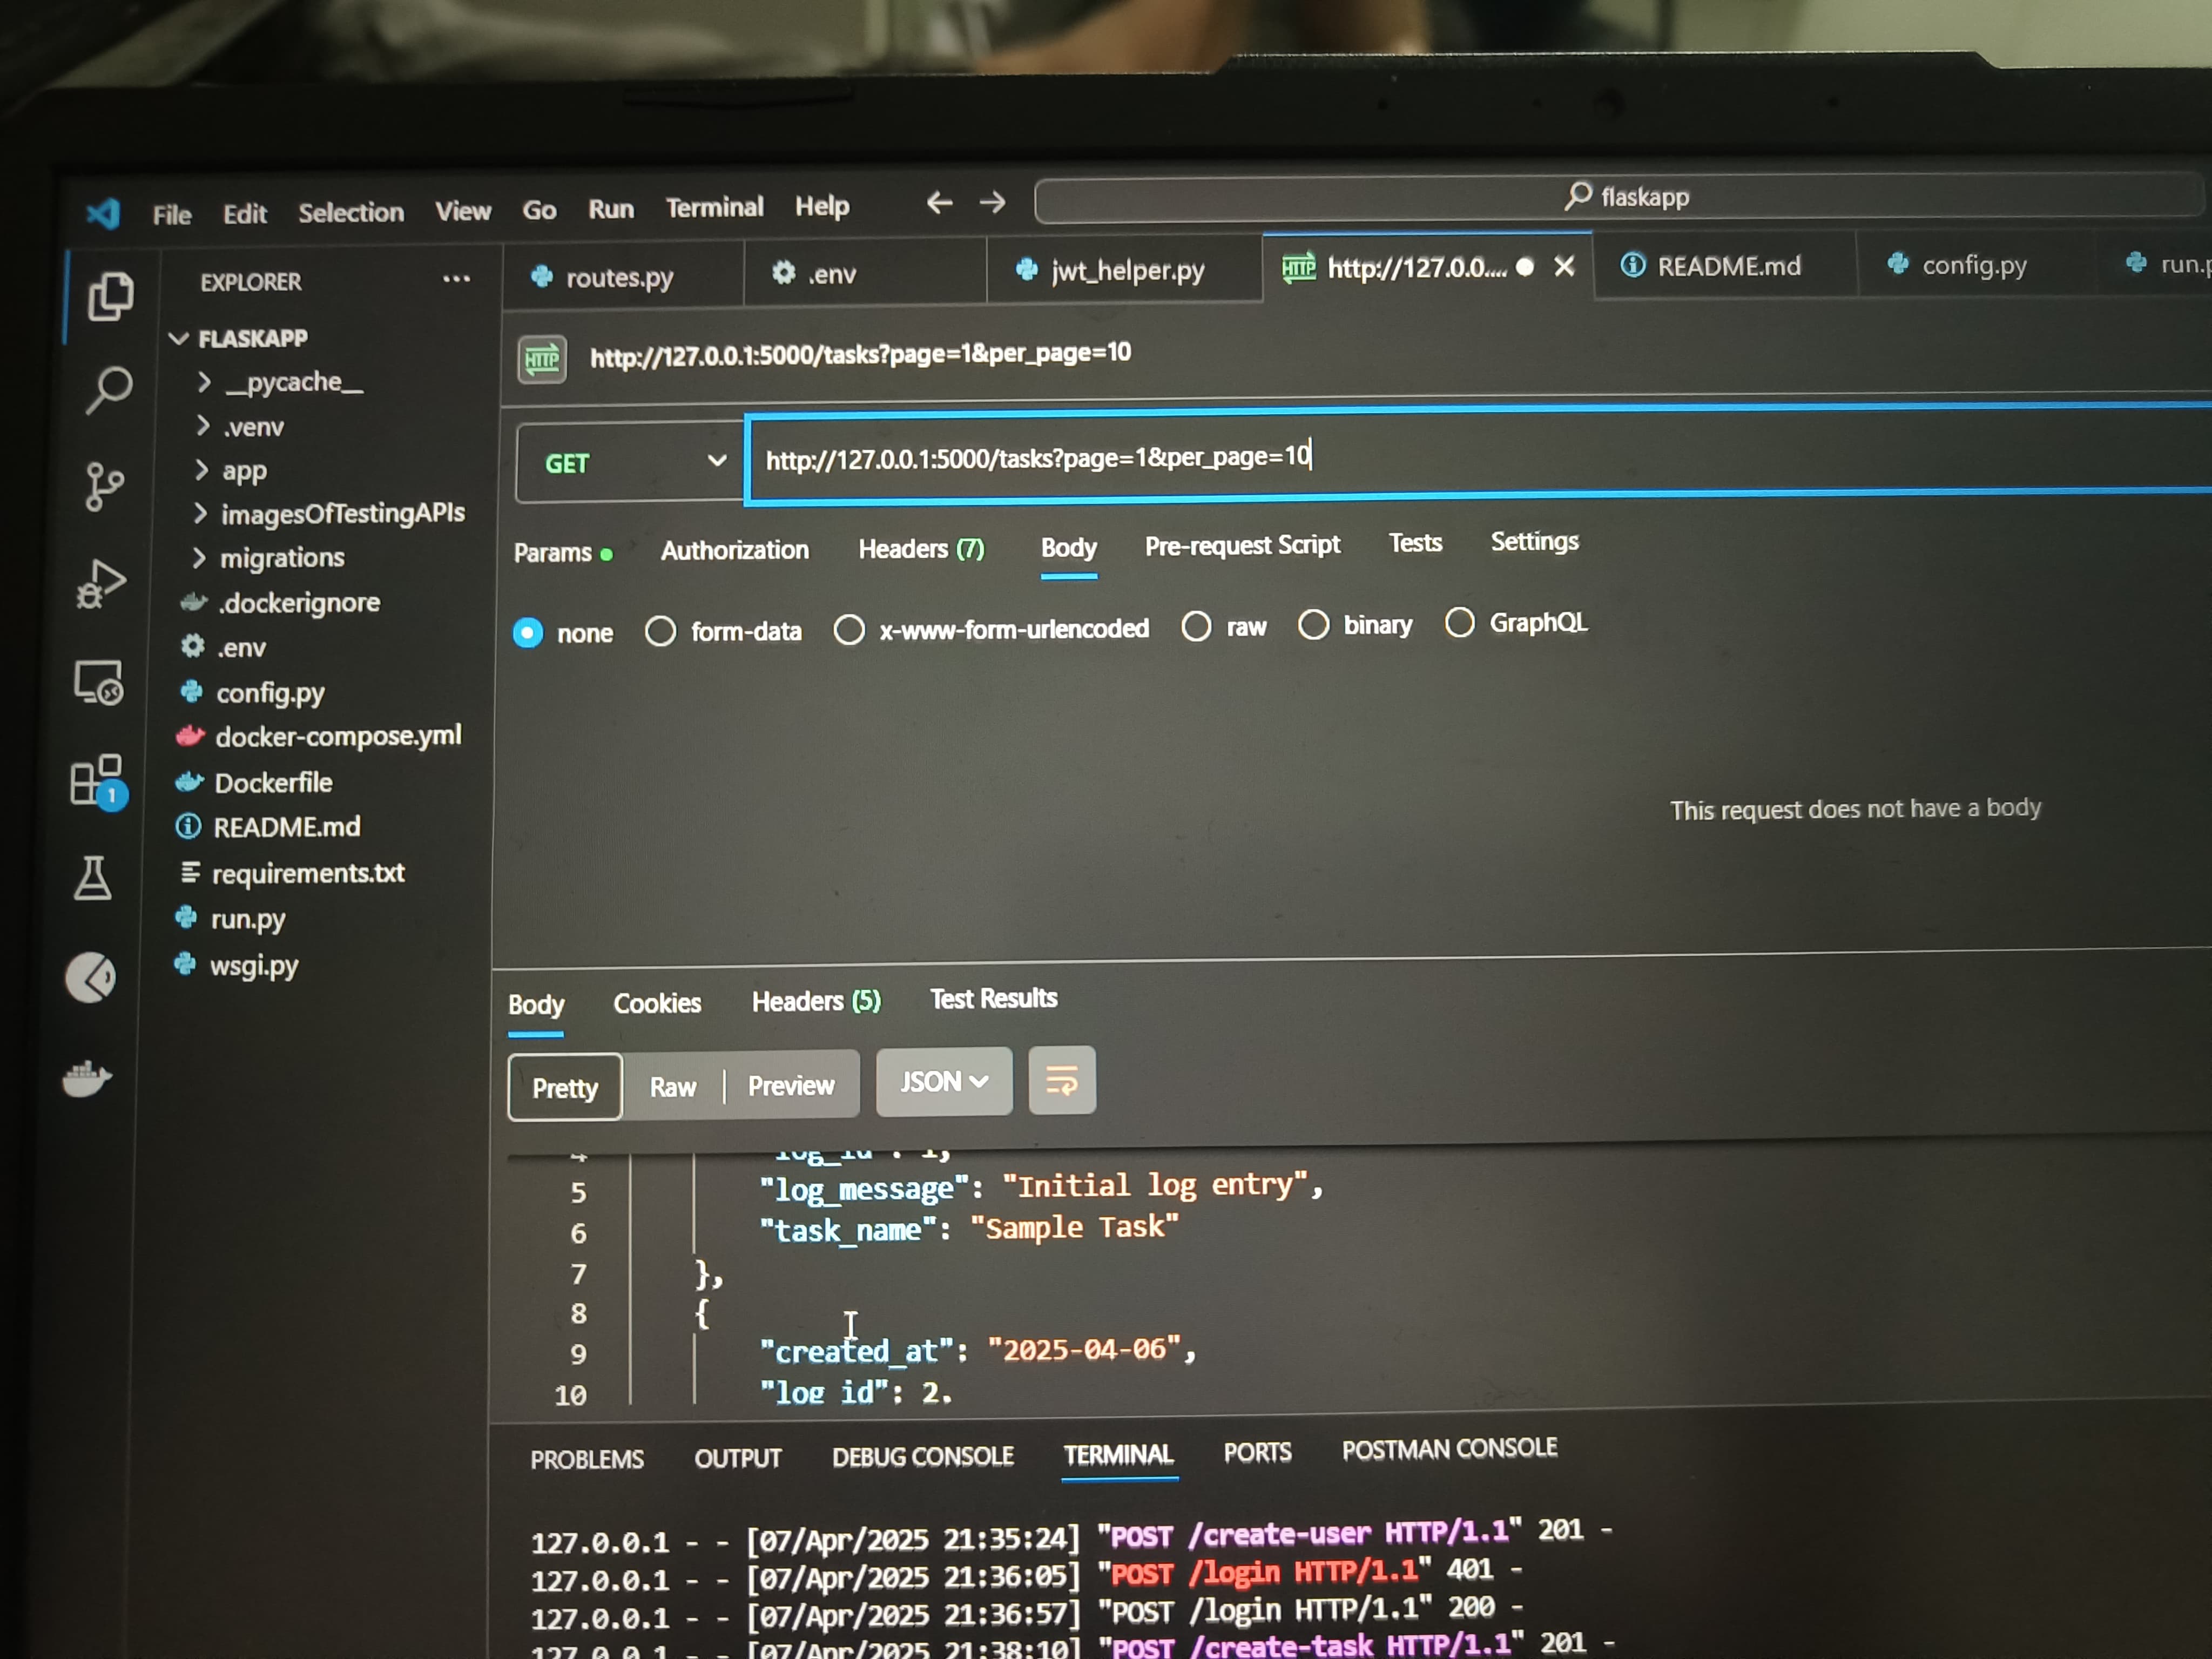 File Edit Selection View Go Run Terminal Help flaskapp
EXPLORER ...
routes.py .env jwt_helper.py http://127.0.0.... README.md config.py
FLASKAPP
__pycache__
.venv
app
imagesOfTestingAPIs
migrations
.dockerignore
.env
config.py
docker-compose.yml
Dockerfile
README.md
requirements.txt
run.py
wsgi.py
1
HTTP http://127.0.0.1:5000/tasks?page=1&per_page=10
GET http://127.0.0.1:5000/tasks?page=1&per_page=10
Params Authorization Headers (7) Body Pre-request Script Tests Settings
none form-data x-www-form-urlencoded raw binary GraphQL
This request does not have a body
Body Cookies Headers (5) Test Results
Pretty Raw Preview JSON
5 "log_message": "Initial log entry",
6 "task_name": "Sample Task"
7 },
8 {
9 "created_at": "2025-04-06",
10 "log_id": 2,
PROBLEMS OUTPUT DEBUG CONSOLE TERMINAL PORTS POSTMAN CONSOLE
127.0.0.1 - - [07/Apr/2025 21:35:24] "POST /create-user HTTP/1.1" 201 -
127.0.0.1 - - [07/Apr/2025 21:36:05] "POST /login HTTP/1.1" 401 -
127.0.0.1 - - [07/Apr/2025 21:36:57] "POST /login HTTP/1.1" 200 -
127.0.0.1 - - [07/Apr/2025 21:38:10] "POST /create-task HTTP/1.1" 201 -